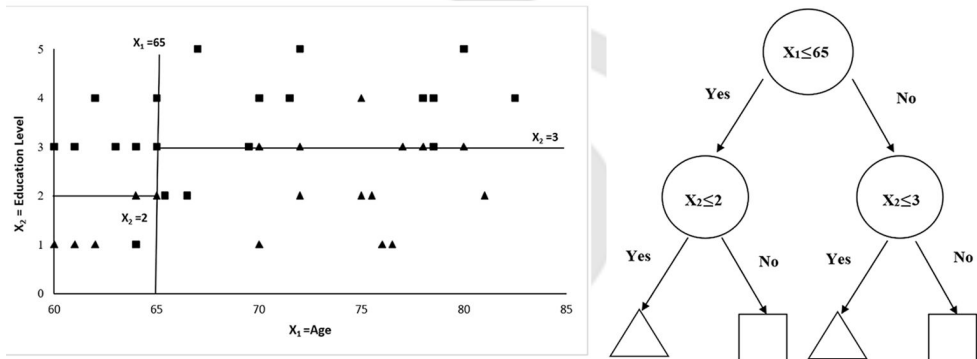 X₁ =65
5
4
3
2
1
0
X₂ = Education Level
X₂ =3
X₂ =2
60 65 70 75 80 85
X₁ =Age
X₁≤65
Yes No
X₂≤2 X₂≤3
Yes No Yes No